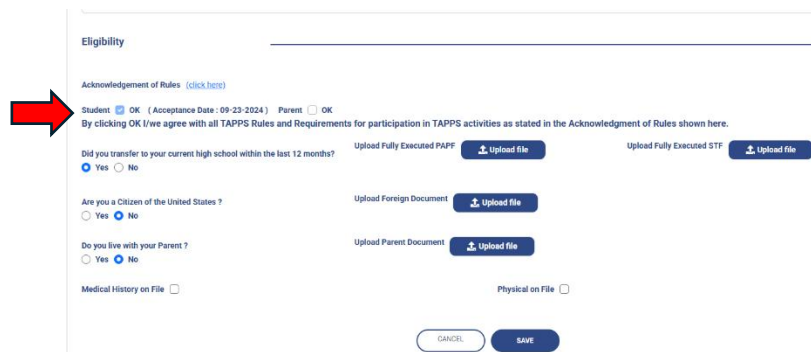 Eligibility
Acknowledgement of Rules (click here)
Student OK ( Acceptance Date : 09-23-2024 ) Parent OK
By clicking OK I/we agree with all TAPPS Rules and Requirements for participation in TAPPS activities as stated in the Acknowledgment of Rules shown here.
Did you transfer to your current high school within the last 12 months? Upload Fully Executed PAPF Upload file Upload Fully Executed STF Upload file
Yes No
Are you a Citizen of the United States ? Upload Foreign Document Upload file
Yes No
Do you live with your Parent ? Upload Parent Document Upload file
Yes No
Medical History on File Physical on File
CANCEL SAVE